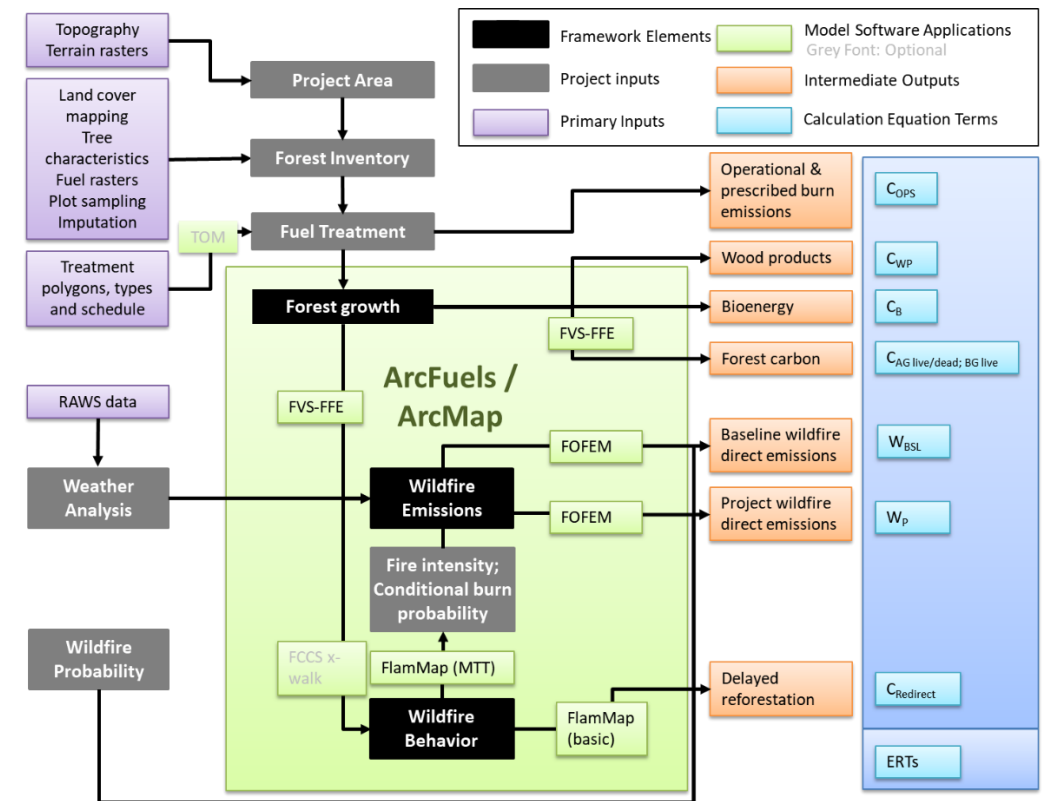 Topography
Terrain rasters
Land cover
mapping
Tree
characteristics
Fuel rasters
Plot sampling
Imputation
Treatment
polygons, types
and schedule
TOM
RAWS data
Weather
Analysis
Wildfire
Probability
Project Area
Forest Inventory
Fuel Treatment
Forest growth
ArcFuels /
ArcMap
FVS-FFE
FVS-FFE
Wildfire
Emissions
Fire intensity;
Conditional burn
probability
FCCS x-
walk
FlamMap (MTT)
Wildfire
Behavior
FlamMap
(basic)
FOFEM
FOFEM
Framework Elements
Project inputs
Primary Inputs
Model Software Applications
Grey Font: Optional
Intermediate Outputs
Calculation Equation Terms
Operational &
prescribed burn
emissions
Wood products
Bioenergy
Forest carbon
Baseline wildfire
direct emissions
Project wildfire
direct emissions
Delayed
reforestation
COPS
CWP
CB
CAG live/dead; BG live
WBSL
WP
CRedirect
ERTs